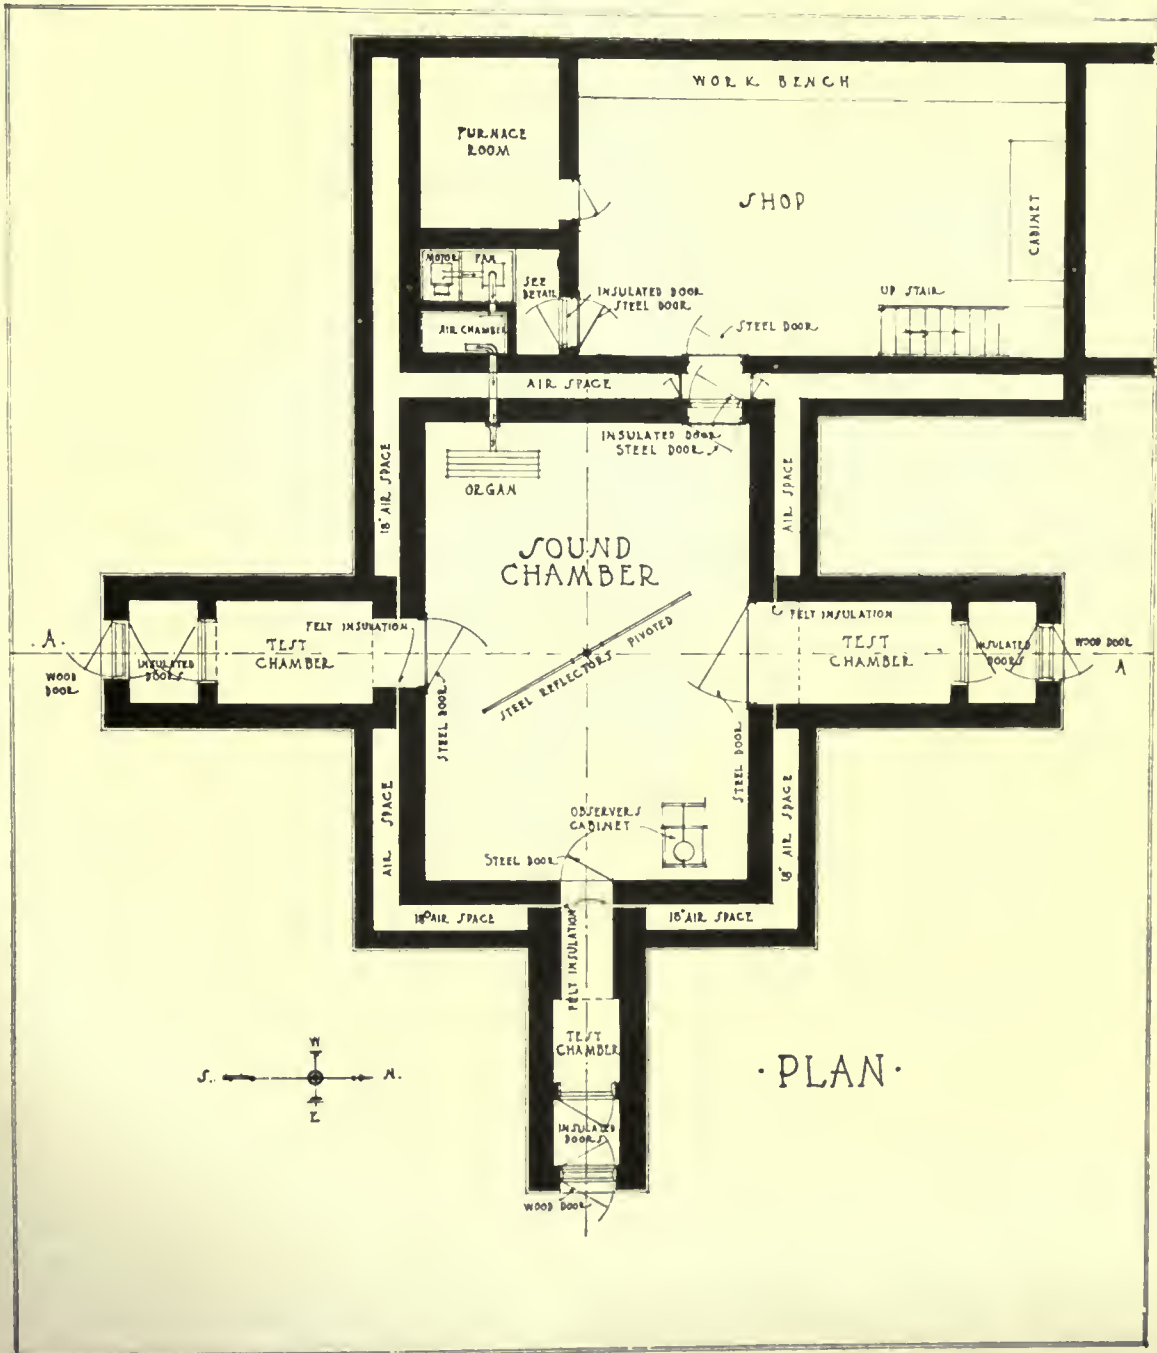 WORK BENCH
FURNACE
ROOM
SHOP
CABINET
MOTOR
FAN
SEE
DETAIL
INSULATED DOOR
STEEL DOOR
UP STAIR
AIR CHAMBER
STEEL DOOR
AIR SPACE
INSULATED DOOR
STEEL DOOR
ORGAN
18" AIR SPACE
AIR SPACE
SOUND
CHAMBER
FELT INSULATION
FELT INSULATION
·A·
TEST
CHAMBER
INSULATED
DOORS
WOOD
DOOR
STEEL REFLECTORS PIVOTED
TEST
CHAMBER
INSULATED
DOORS
WOOD DOOR
A
STEEL DOOR
STEEL DOOR
AIR SPACE
OBSERVERS
CABINET
18" AIR SPACE
STEEL DOOR
18" AIR SPACE
18" AIR SPACE
FELT INSULATION
TEST
CHAMBER
INSULATED
DOORS
WOOD DOOR
W
S. N.
E
·PLAN·